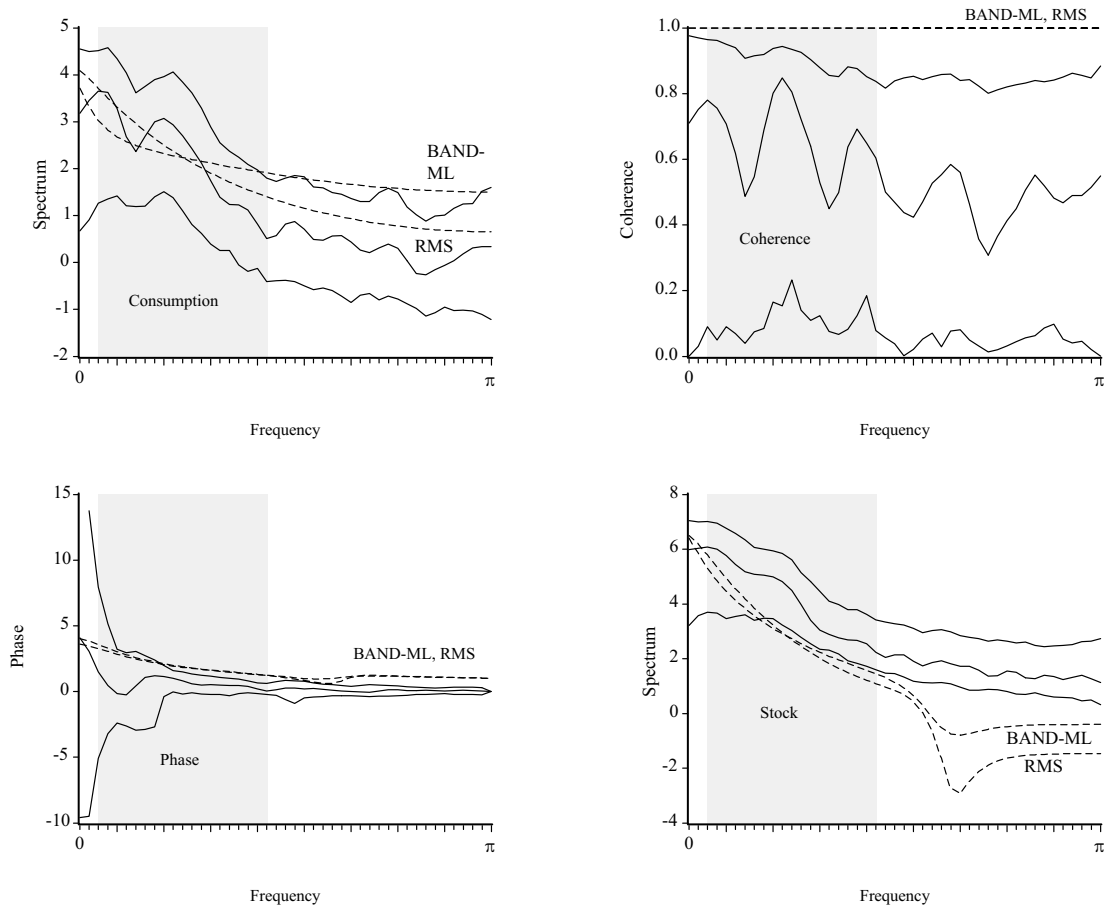 5
4
3
2
1
0
-1
-2
Spectrum
BAND-
ML
RMS
Consumption
0
π
Frequency
BAND-ML, RMS
1.0
0.8
0.6
0.4
0.2
0.0
Coherence
Coherence
0
π
Frequency
15
10
5
0
-5
-10
Phase
BAND-ML, RMS
Phase
0
π
Frequency
8
6
4
2
0
-2
-4
Spectrum
Stock
BAND-ML
RMS
0
π
Frequency